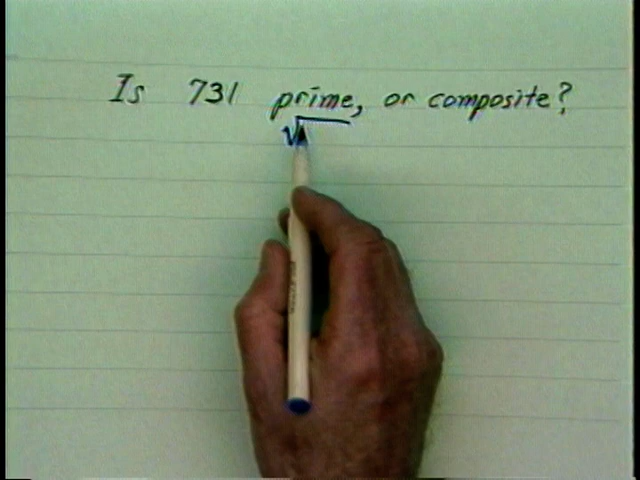 Is 731 prime, or composite?
√